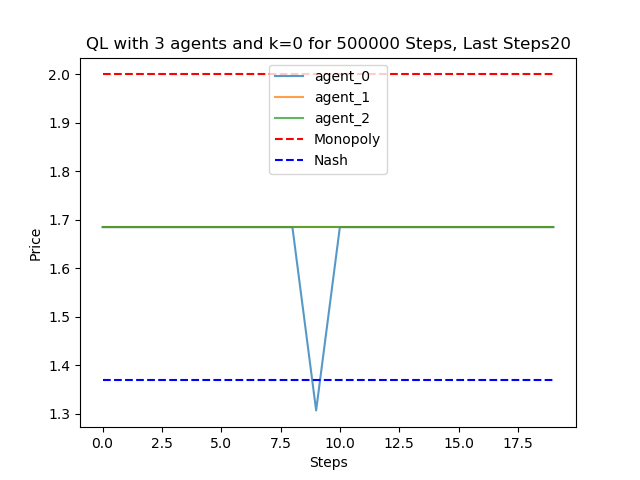 QL with 3 agents and k=0 for 500000 Steps, Last Steps20
2.0
1.9
1.8
1.7
1.6
1.5
1.4
1.3
Price
agent_0
agent_1
agent_2
Monopoly
Nash
0.0 2.5 5.0 7.5 10.0 12.5 15.0 17.5
Steps